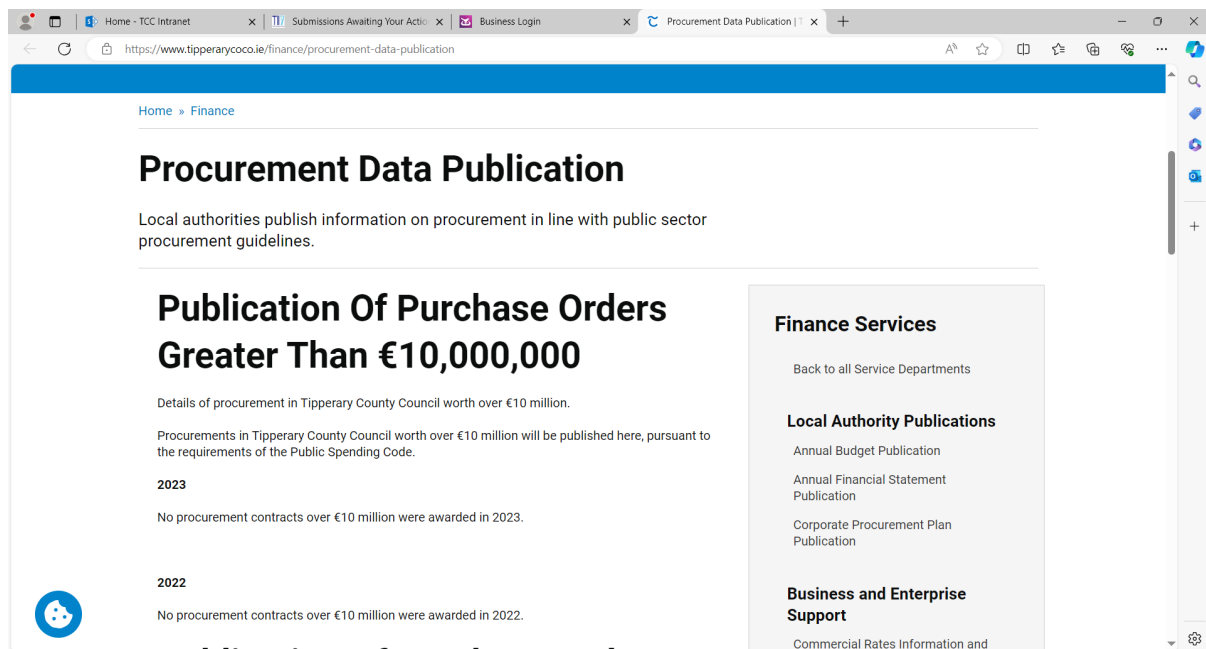 Home - TCC Intranet
Submissions Awaiting Your Actio
Business Login
Procurement Data Publication | T
https://www.tipperarycoco.ie/finance/procurement-data-publication
Home » Finance
Procurement Data Publication
Local authorities publish information on procurement in line with public sector
procurement guidelines.
Publication Of Purchase Orders
Greater Than €10,000,000
Details of procurement in Tipperary County Council worth over €10 million.
Procurements in Tipperary County Council worth over €10 million will be published here, pursuant to
the requirements of the Public Spending Code.
2023
No procurement contracts over €10 million were awarded in 2023.
2022
No procurement contracts over €10 million were awarded in 2022.
Finance Services
Back to all Service Departments
Local Authority Publications
Annual Budget Publication
Annual Financial Statement
Publication
Corporate Procurement Plan
Publication
Business and Enterprise
Support
Commercial Rates Information and